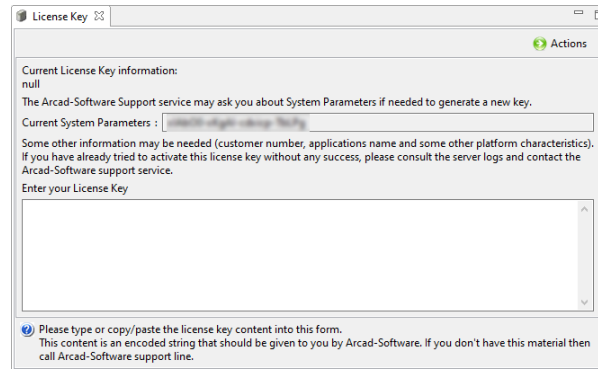 License Key
Actions
Current License Key information:
null
The Arcad-Software Support service may ask you about System Parameters if needed to generate a new key.
Current System Parameters :
Some other information may be needed (customer number, applications name and some other platform characteristics).
If you have already tried to activate this license key without any success, please consult the server logs and contact the
Arcad-Software support service.
Enter your License Key
Please type or copy/paste the license key content into this form.
This content is an encoded string that should be given to you by Arcad-Software. If you don't have this material then
call Arcad-Software support line.